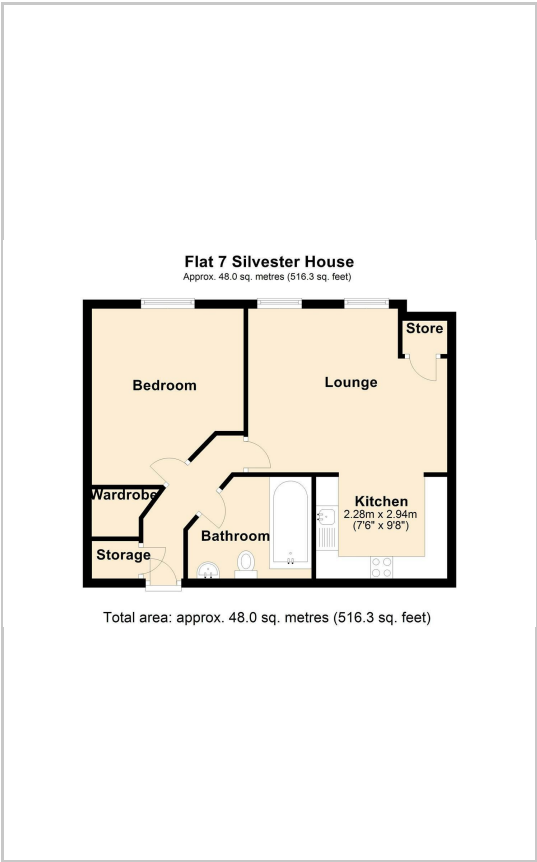 Flat 7 Silvester House
Approx. 48.0 sq. metres (516.3 sq. feet)
Store
Bedroom
Lounge
Wardrobe
Kitchen
2.28m x 2.94m
(7'6" x 9'8")
Bathroom
Storage
Total area: approx. 48.0 sq. metres (516.3 sq. feet)